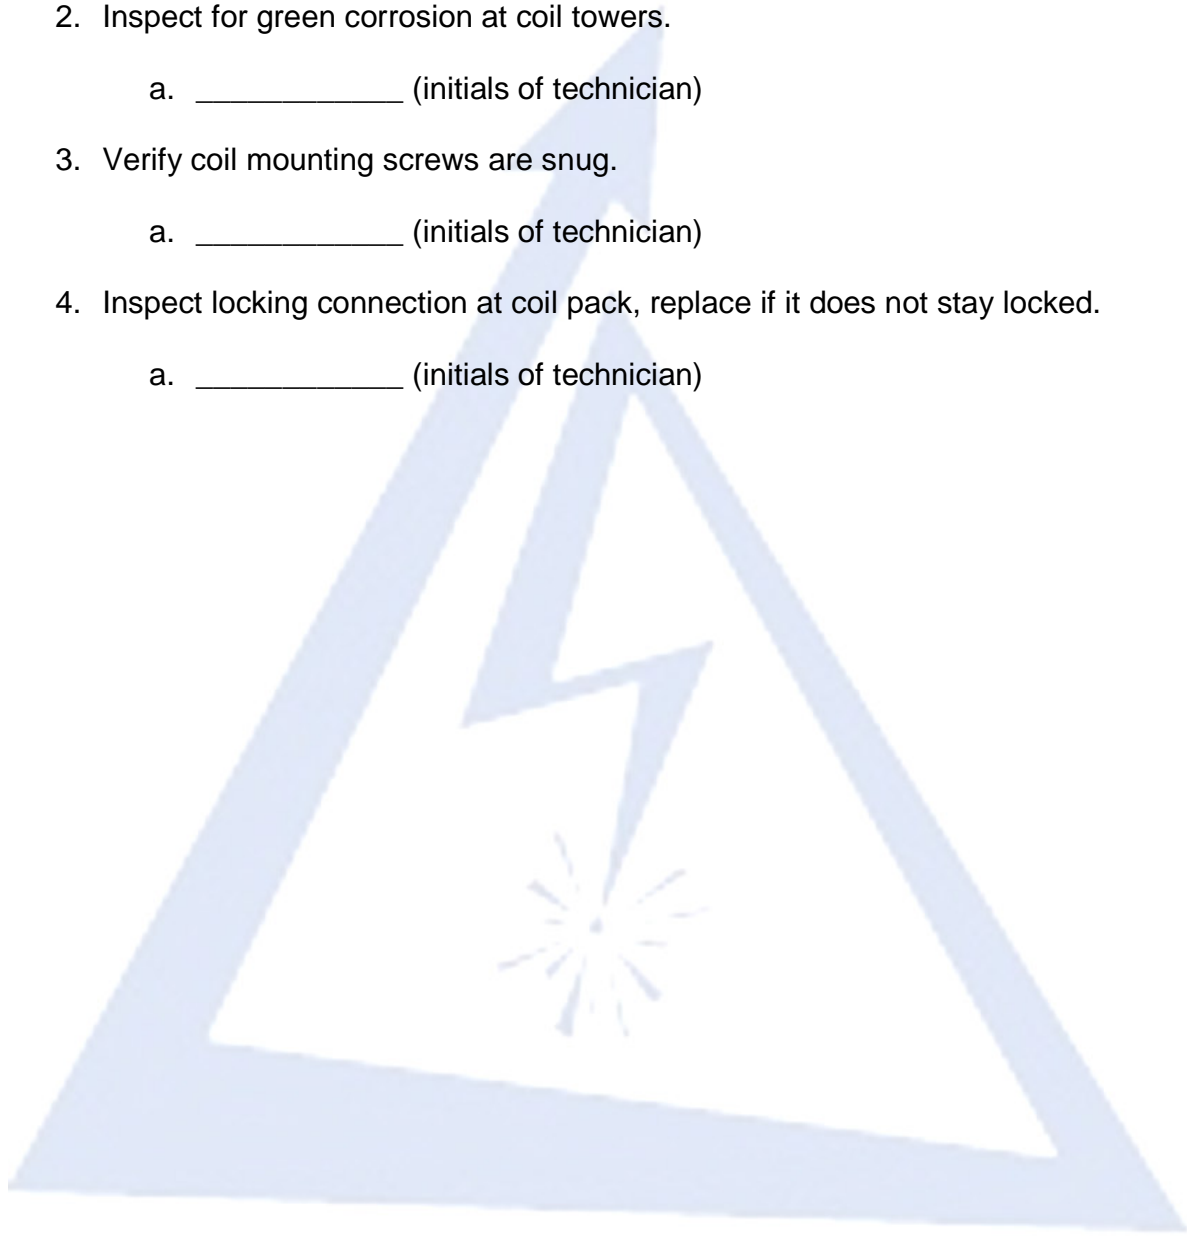 2. Inspect for green corrosion at coil towers.
a. ____________ (initials of technician)
3. Verify coil mounting screws are snug.
a. ____________ (initials of technician)
4. Inspect locking connection at coil pack, replace if it does not stay locked.
a. ____________ (initials of technician)